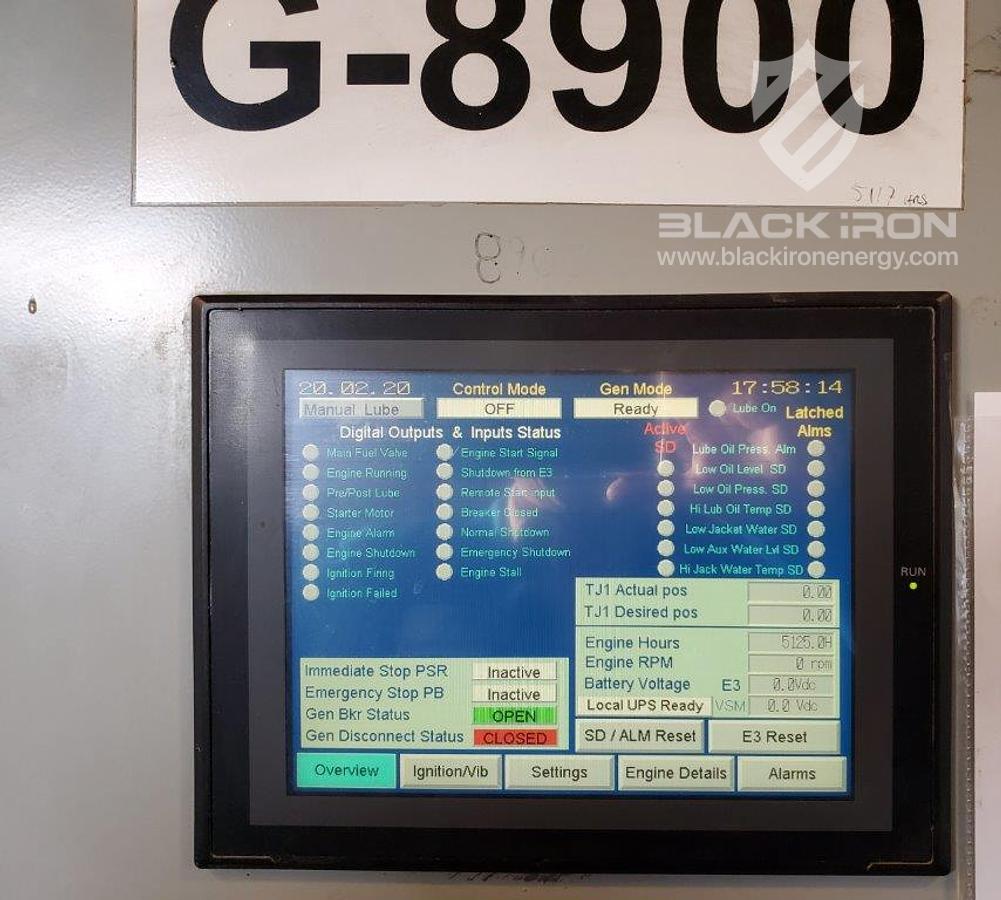 G-8900
5117 HRS
BLACK IRON
www.blackironenergy.com
20.02.20 Control Mode Gen Mode 17:58:14
Manual Lube OFF Ready Lube On Latched
Digital Outputs & Inputs Status Active Alms
SD
Main Fuel Valve Engine Start Signal Lube Oil Press. Alm
Engine Running Shutdown from E3 Low Oil Level SD
Pre/Post Lube Remote Start Input Low Oil Press. SD
Starter Motor Breaker Closed Hi Lub Oil Temp SD
Engine Alarm Normal Shutdown Low Jacket Water SD
Engine Shutdown Emergency Shutdown Low Aux Water Lvl SD
Ignition Firing Engine Stall Hi Jack Water Temp SD
Ignition Failed
TJ1 Actual pos 0.00
TJ1 Desired pos 0.00
Engine Hours 5125.0H
Engine RPM 0 rpm
Battery Voltage E3 0.0Vdc
Local UPS Ready VSM 0.0 Vdc
Immediate Stop PSR Inactive
Emergency Stop PB Inactive
Gen Bkr Status OPEN
Gen Disconnect Status CLOSED
SD / ALM Reset E3 Reset
Overview Ignition/Vib Settings Engine Details Alarms
RUN